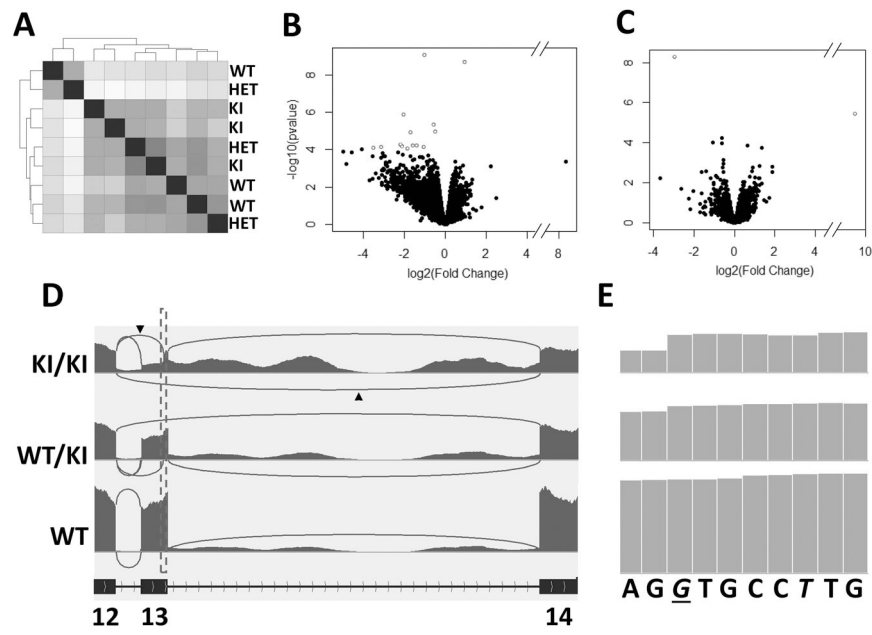 A
WT
HET
KI
KI
HET
KI
WT
WT
HET
B
-log10(pvalue)
8
6
4
2
0
-4 -2 0 2 4 8
log2(Fold Change)
C
8
6
4
2
0
-4 -2 0 2 4 10
log2(Fold Change)
D
KI/KI
WT/KI
WT
12 13 14
E
A G G T G C C T T G